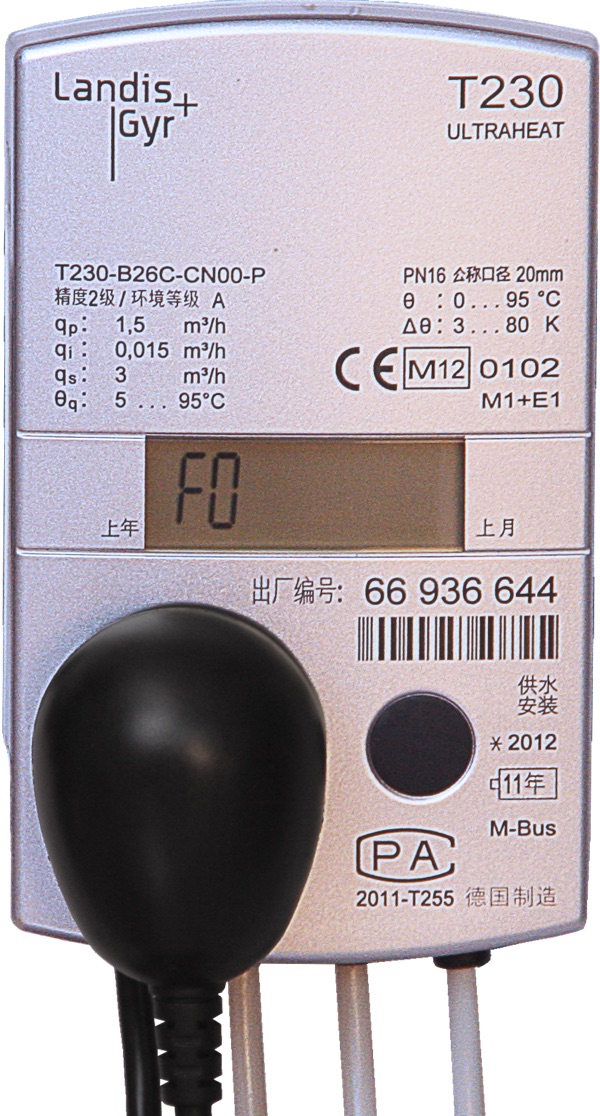 Landis
Gyr+
T230
ULTRAHEAT
T230-B26C-CN00-P
精度2级 / 环境等级 A
qp: 1,5 m³/h
qi: 0,015 m³/h
qs: 3 m³/h
θq: 5 ... 95°C
PN16 公称口径 20mm
θ : 0 ... 95 °C
Δθ: 3 ... 80 K
CE M12 0102
M1+E1
F0
上年
上月
出厂编号: 66 936 644
供水
安装
* 2012
11年
M-Bus
PA
2011-T255 德国制造